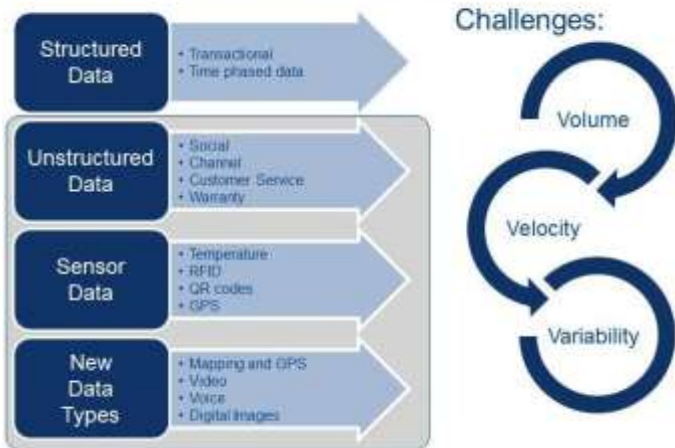 Structured
Data
• Transactional
• Time phased data
Unstructured
Data
• Social
• Channel
• Customer Service
• Warranty
Sensor
Data
• Temperature
• RFID
• QR codes
• GPS
New
Data
Types
• Mapping and GPS
• Video
• Voice
• Digital Images
Challenges:
Volume
Velocity
Variability